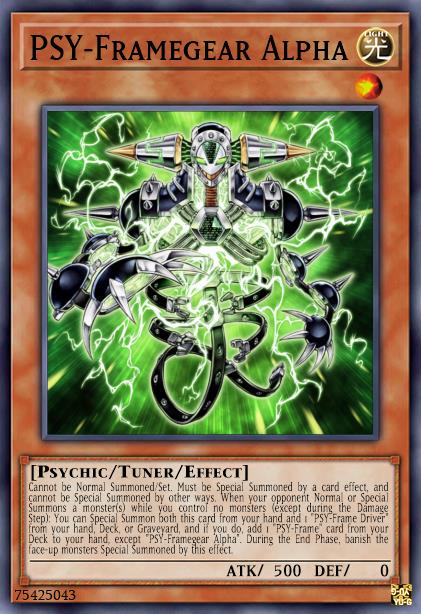 PSY-Framegear Alpha
LIGHT
光
[Psychic/Tuner/Effect]
Cannot be Normal Summoned/Set. Must be Special Summoned by a card effect, and
cannot be Special Summoned by other ways. When your opponent Normal or Special
Summons a monster(s) while you control no monsters (except during the Damage
Step): You can Special Summon both this card from your hand and 1 "PSY-Frame Driver"
from your hand, Deck, or Graveyard, and if you do, add 1 "PSY-Frame" card from your
Deck to your hand, except "PSY-Framegear Alpha". During the End Phase, banish the
face-up monsters Special Summoned by this effect.
ATK/ 500 DEF/ 0
75425043